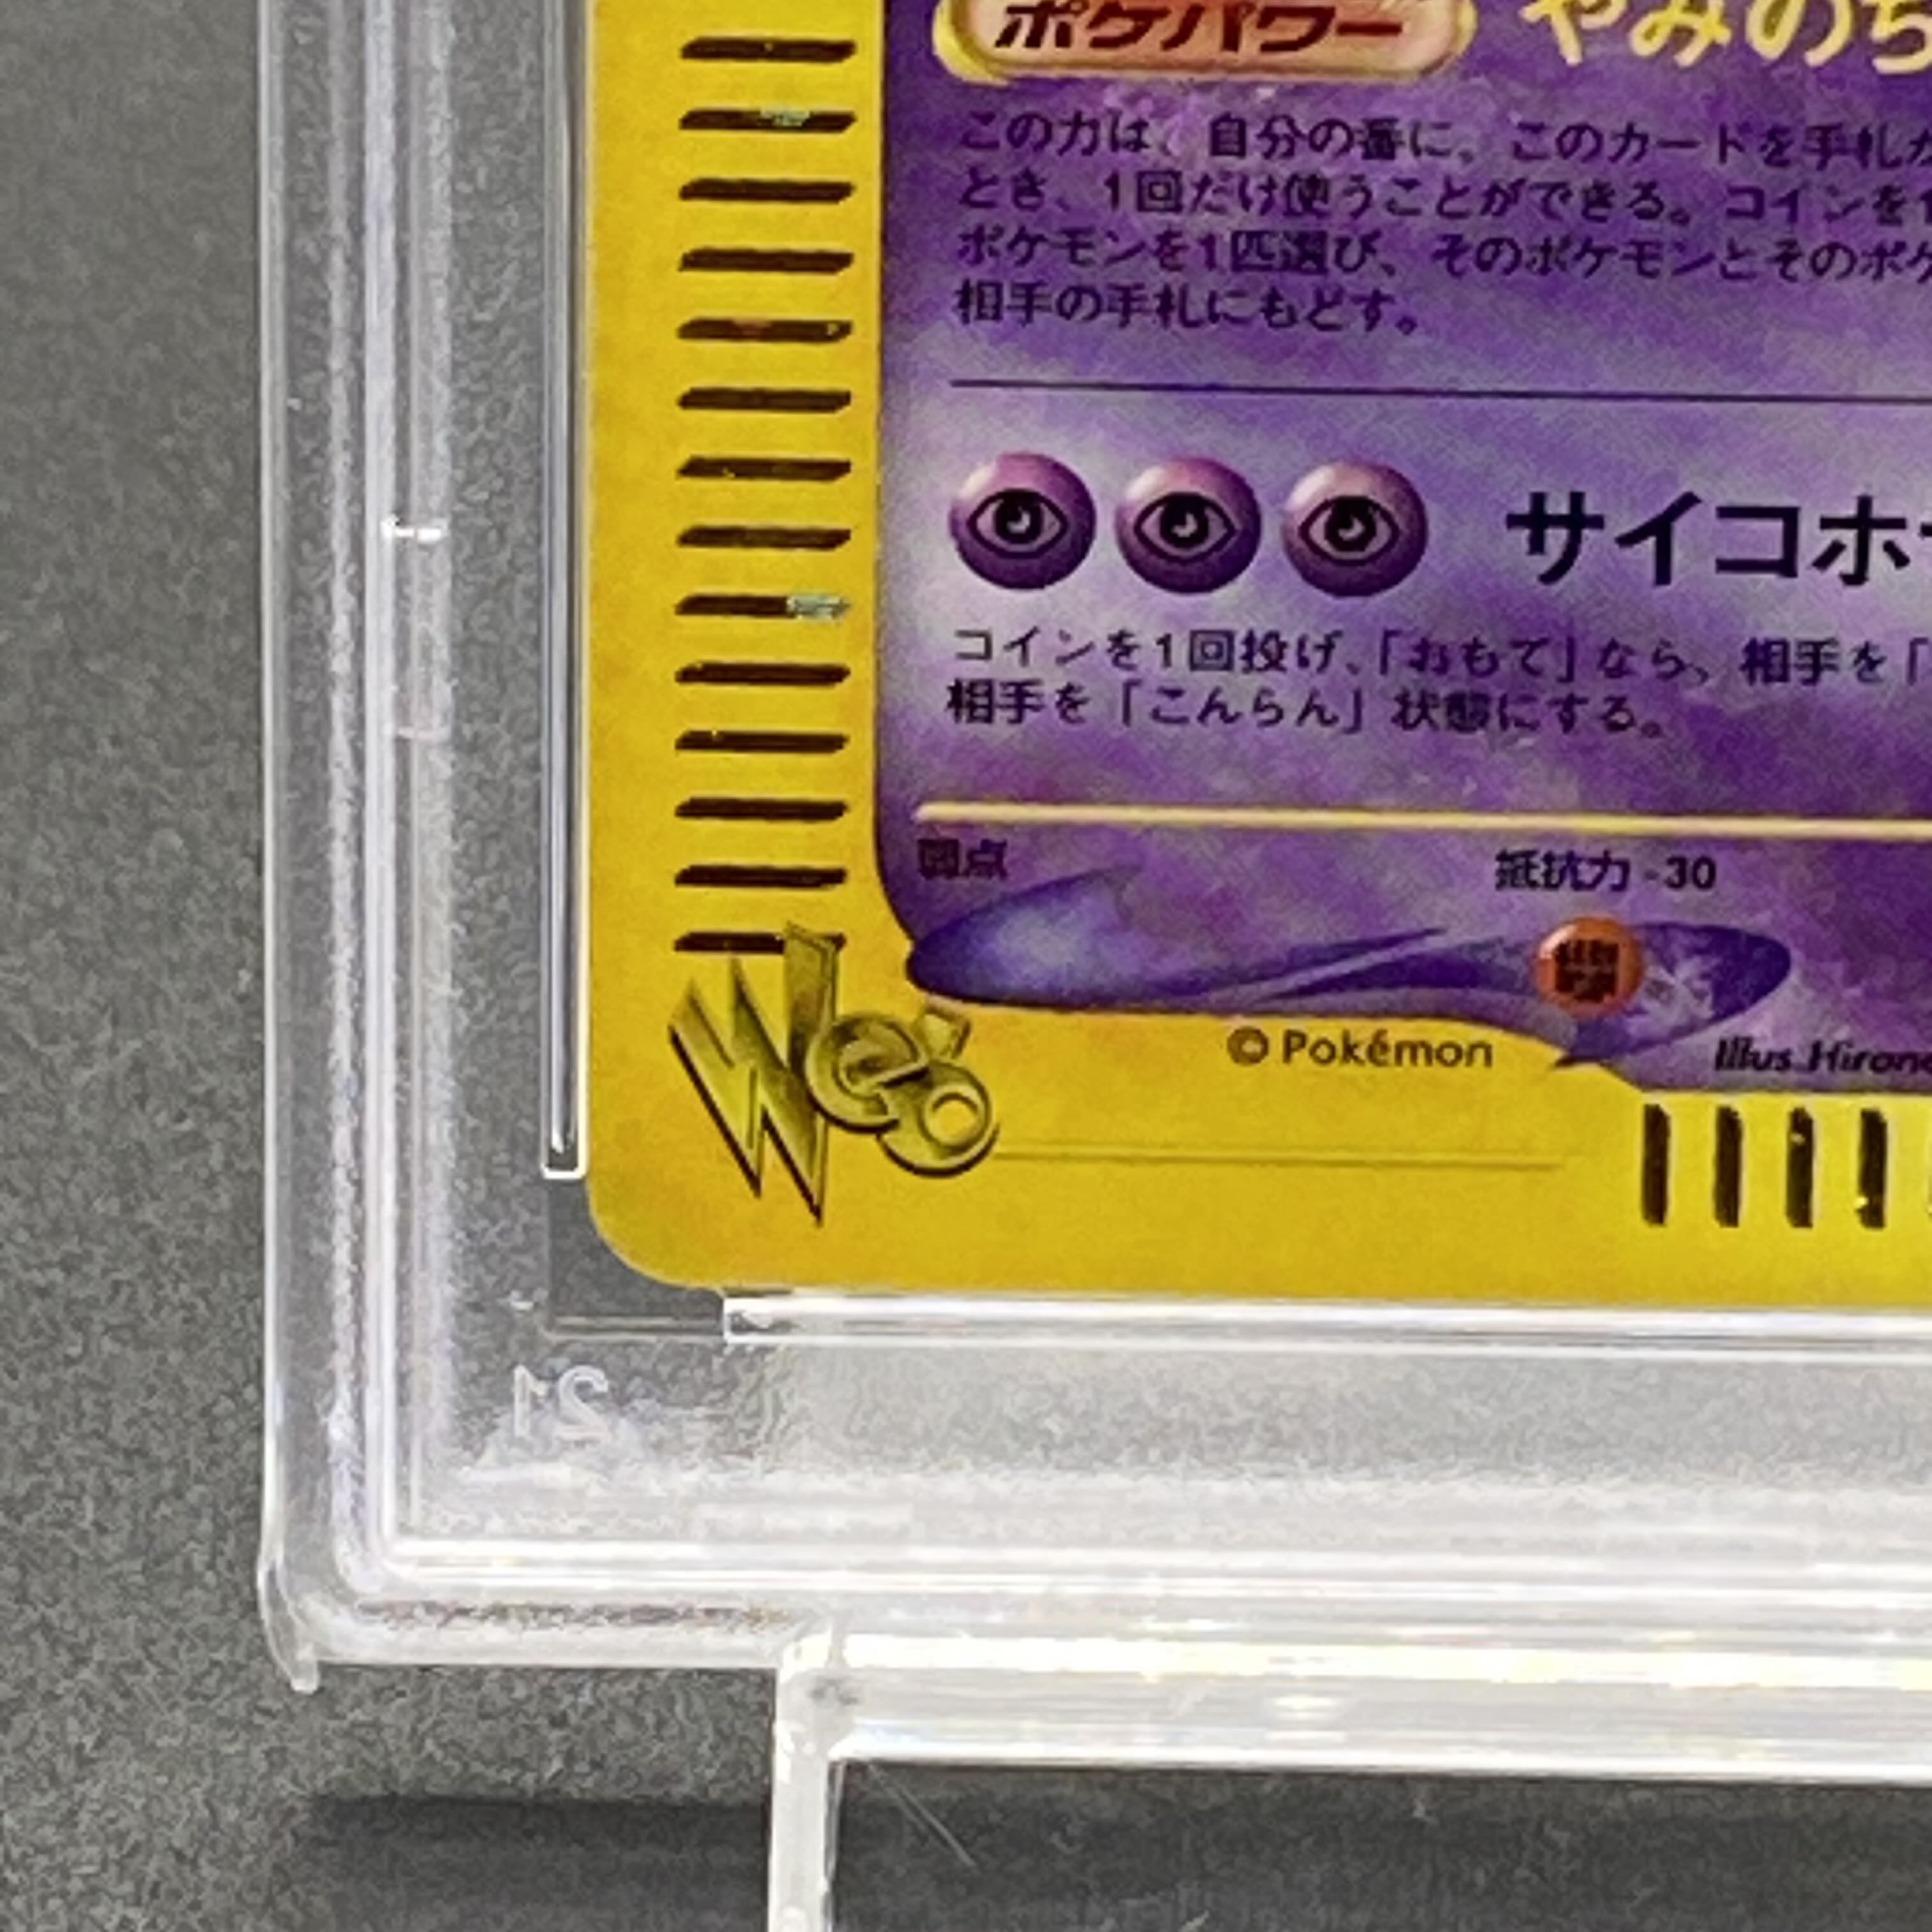 ポケパワー やみのち
この力は、自分の番に、このカードを手札か
とき、1回だけ使うことができる。コインを
ポケモンを1匹選び、そのポケモンとそのポケ
相手の手札にもどす。
サイコホ
コインを1回投げ、「おもて」なら、相手を「
相手を「こんらん」状態にする。
弱点 抵抗力 -30
© Pokémon Illus.Hiron
Web
21